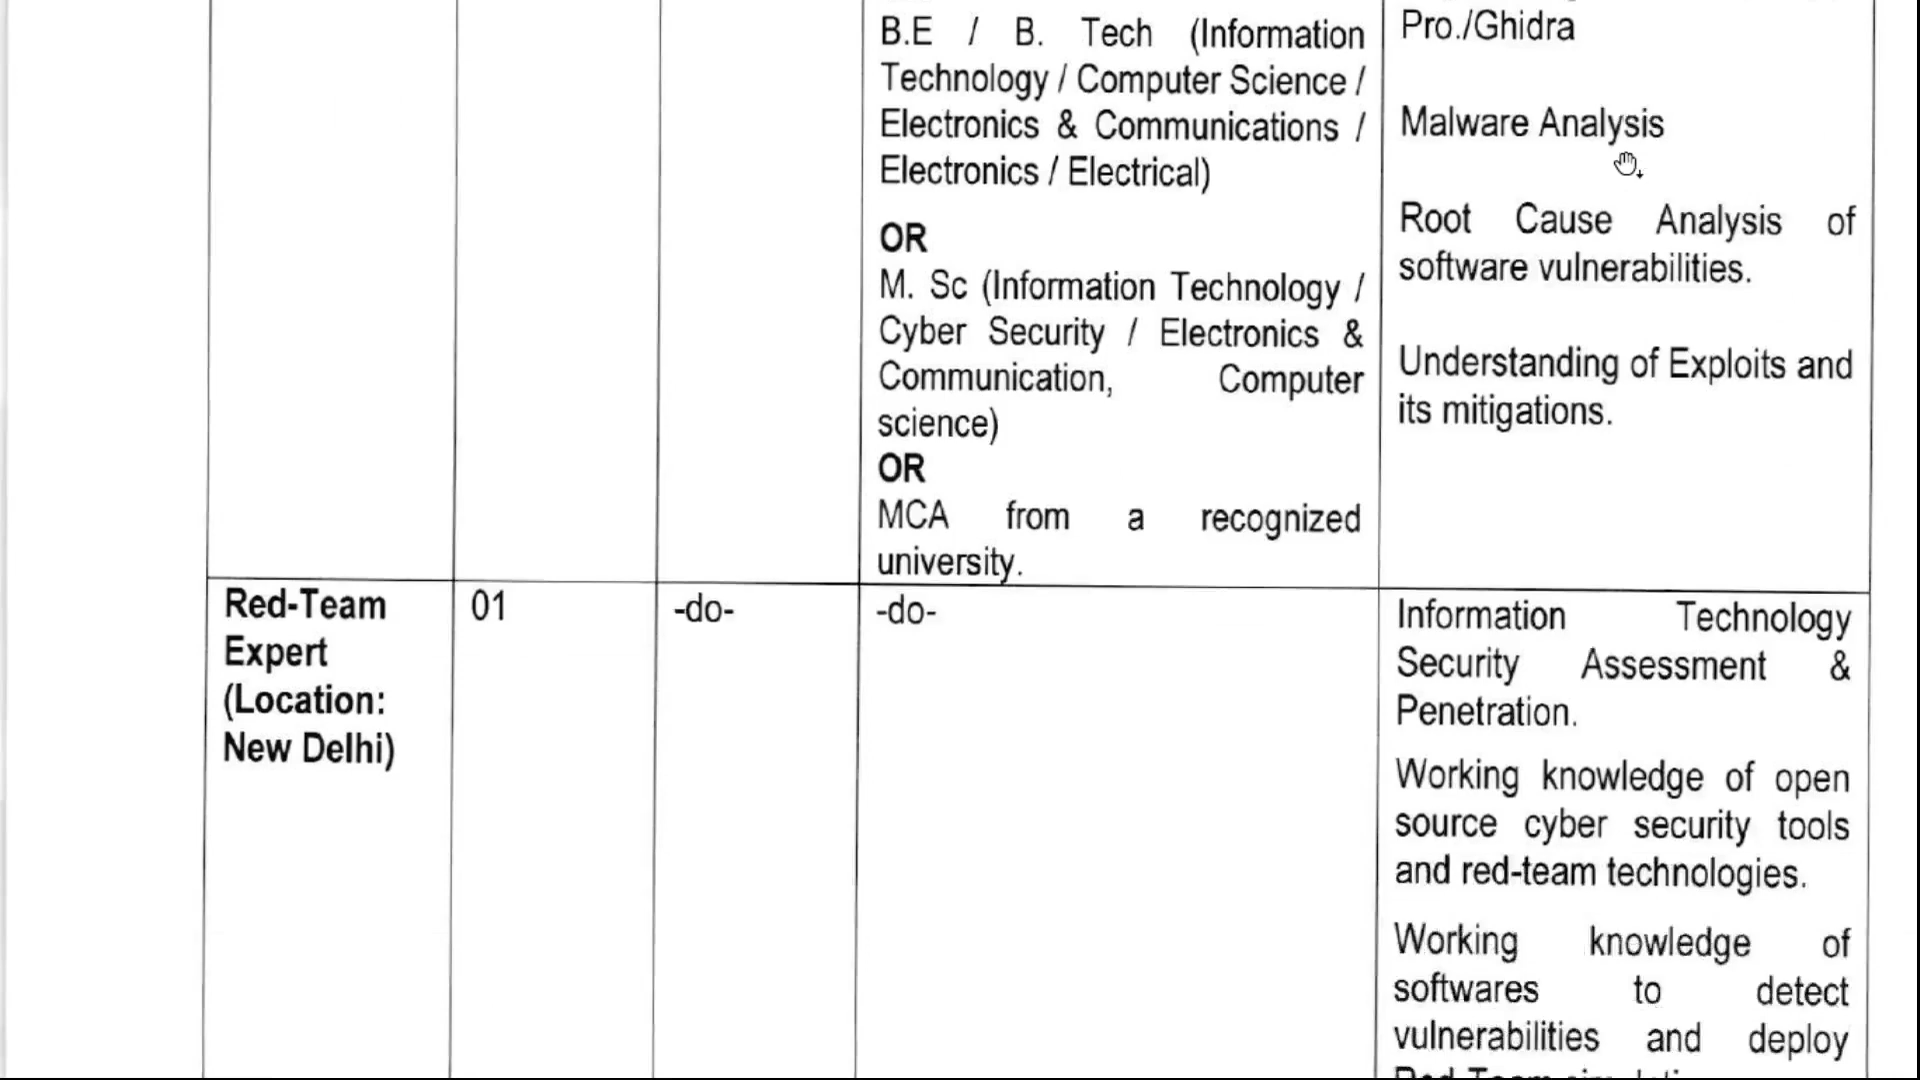 B.E / B. Tech (Information
Technology / Computer Science /
Electronics & Communications /
Electronics / Electrical)
OR
M. Sc (Information Technology /
Cyber Security / Electronics &
Communication, Computer
science)
OR
MCA from a recognized
university.
Pro./Ghidra
Malware Analysis
Root Cause Analysis of
software vulnerabilities.
Understanding of Exploits and
its mitigations.
Red-Team
Expert
(Location:
New Delhi)
01
-do-
-do-
Information Technology
Security Assessment &
Penetration.
Working knowledge of open
source cyber security tools
and red-team technologies.
Working knowledge of
softwares to detect
vulnerabilities and deploy